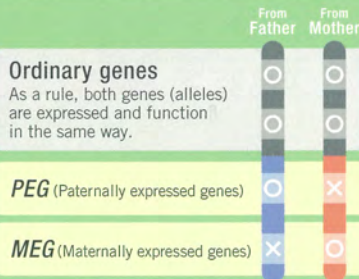 From Father
From Mother
Ordinary genes
As a rule, both genes (alleles)
are expressed and function
in the same way.
PEG (Paternally expressed genes)
MEG (Maternally expressed genes)